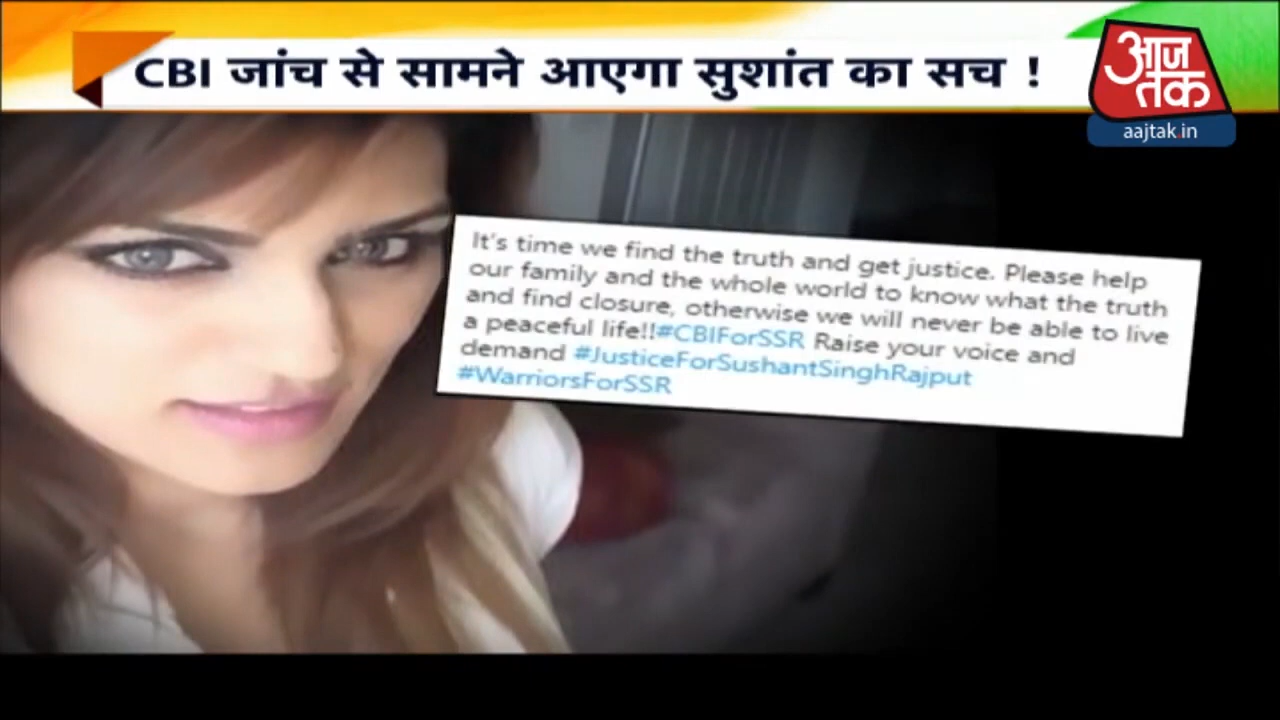 CBI जांच से सामने आएगा सुशांत का सच !
आज
तक
aajtak.in
It's time we find the truth and get justice. Please help
our family and the whole world to know what the truth
and find closure, otherwise we will never be able to live
a peaceful life!!#CBIForSSR Raise your voice and
demand #JusticeForSushantSinghRajput
#WarriorsForSSR